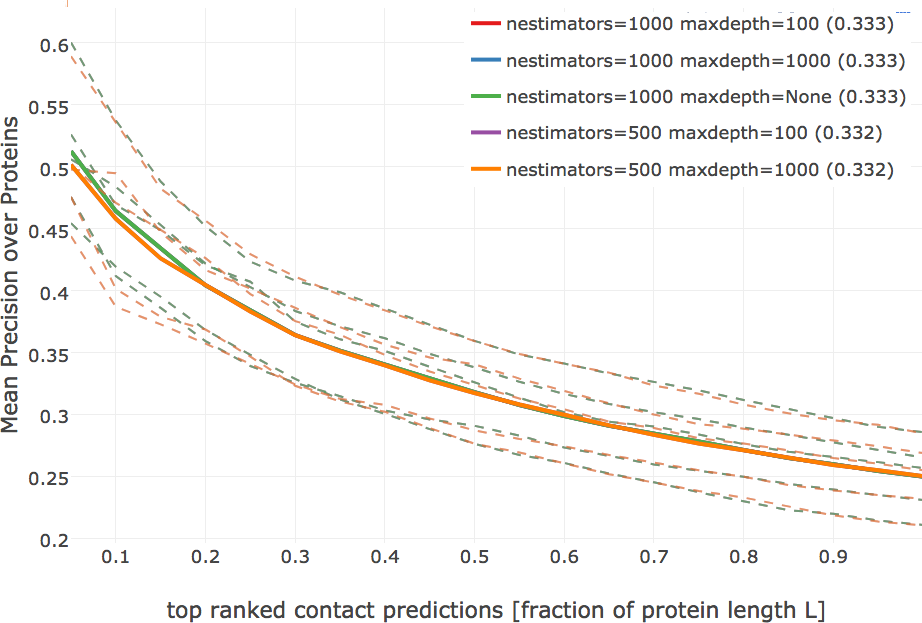 nestimators=1000 maxdepth=100 (0.333)
nestimators=1000 maxdepth=1000 (0.333)
nestimators=1000 maxdepth=None (0.333)
nestimators=500 maxdepth=100 (0.332)
nestimators=500 maxdepth=1000 (0.332)
Mean Precision over Proteins
0.6
0.55
0.5
0.45
0.4
0.35
0.3
0.25
0.2
0.1
0.2
0.3
0.4
0.5
0.6
0.7
0.8
0.9
top ranked contact predictions [fraction of protein length L]